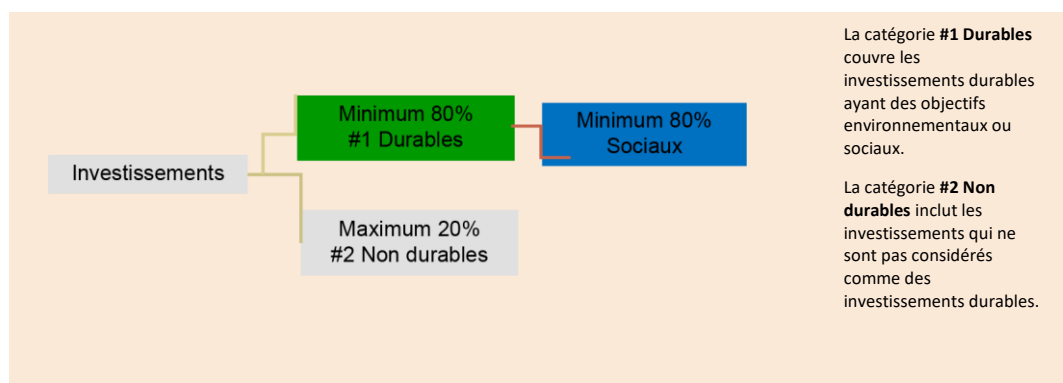 Investissements
Minimum 80%
#1 Durables
Minimum 80%
Sociaux
Maximum 20%
#2 Non durables
La catégorie #1 Durables
couvre les
investissements durables
ayant des objectifs
environnementaux ou
sociaux.
La catégorie #2 Non
durables inclut les
investissements qui ne
sont pas considérés
comme des
investissements durables.